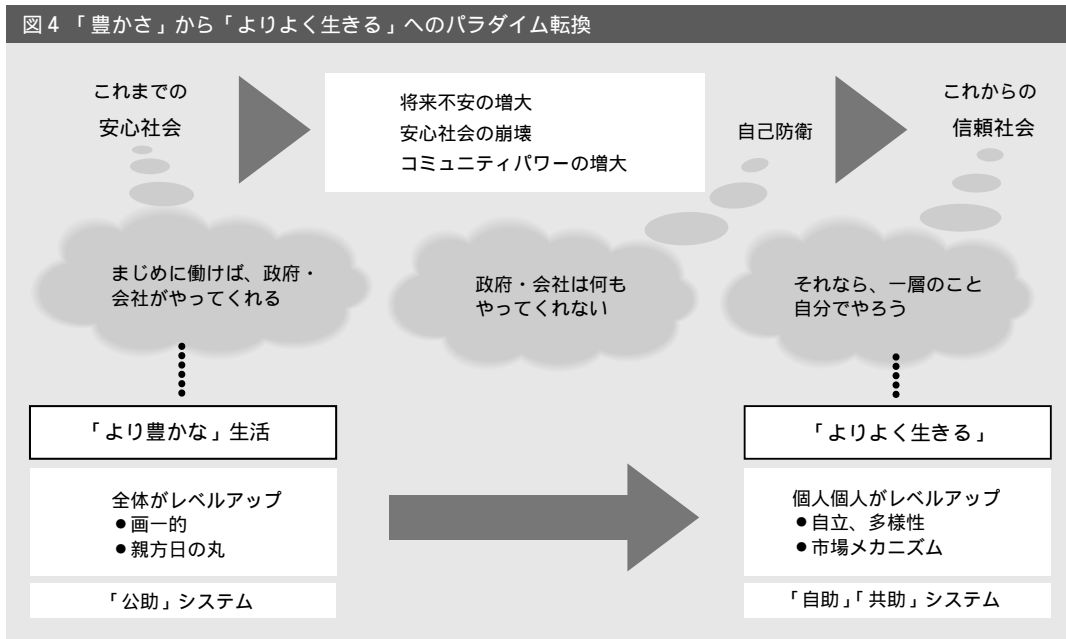 図4 「豊かさ」から「よりよく生きる」へのパラダイム転換
これまでの
安心社会
将来不安の増大
安心社会の崩壊
コミュニティパワーの増大
自己防衛
これからの
信頼社会
まじめに働けば、政府・
会社がやってくれる
政府・会社は何も
やってくれない
それなら、一層のこと
自分でやろう
「より豊かな」生活
「よりよく生きる」
全体がレベルアップ
●画一的
●親方日の丸
個人個人がレベルアップ
●自立、多様性
●市場メカニズム
「公助」システム
「自助」「共助」システム